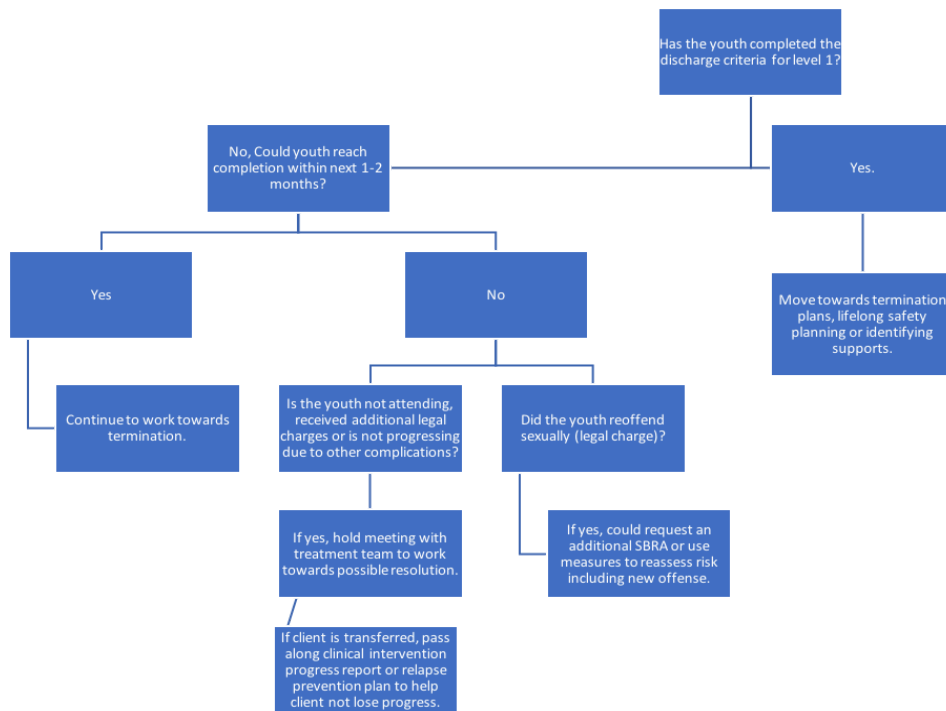 Has the youth completed the
discharge criteria for level 1?
No, Could youth reach
completion within next 1-2
months?
Yes.
Yes
No
Move towards termination
plans, lifelong safety
planning or identifying
supports.
Continue to work towards
termination.
Is the youth not attending,
received additional legal
charges or is not progressing
due to other complications?
Did the youth reoffend
sexually (legal charge)?
If yes, hold meeting with
treatment team to work
towards possible resolution.
If yes, could request an
additional SBRA or use
measures to reassess risk
including new offense.
If client is transferred, pass
along clinical intervention
progress report or relapse
prevention plan to help
client not lose progress.